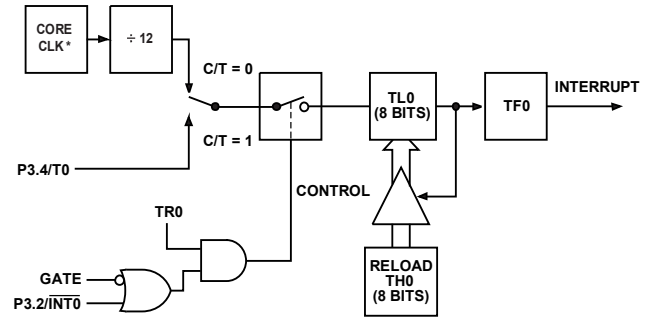 CORE
CLK*
÷ 12
C/T = 0
C/T = 1
P3.4/T0
TL0
(8 BITS)
TF0
INTERRUPT
CONTROL
TR0
GATE
P3.2/INT0
RELOAD
TH0
(8 BITS)